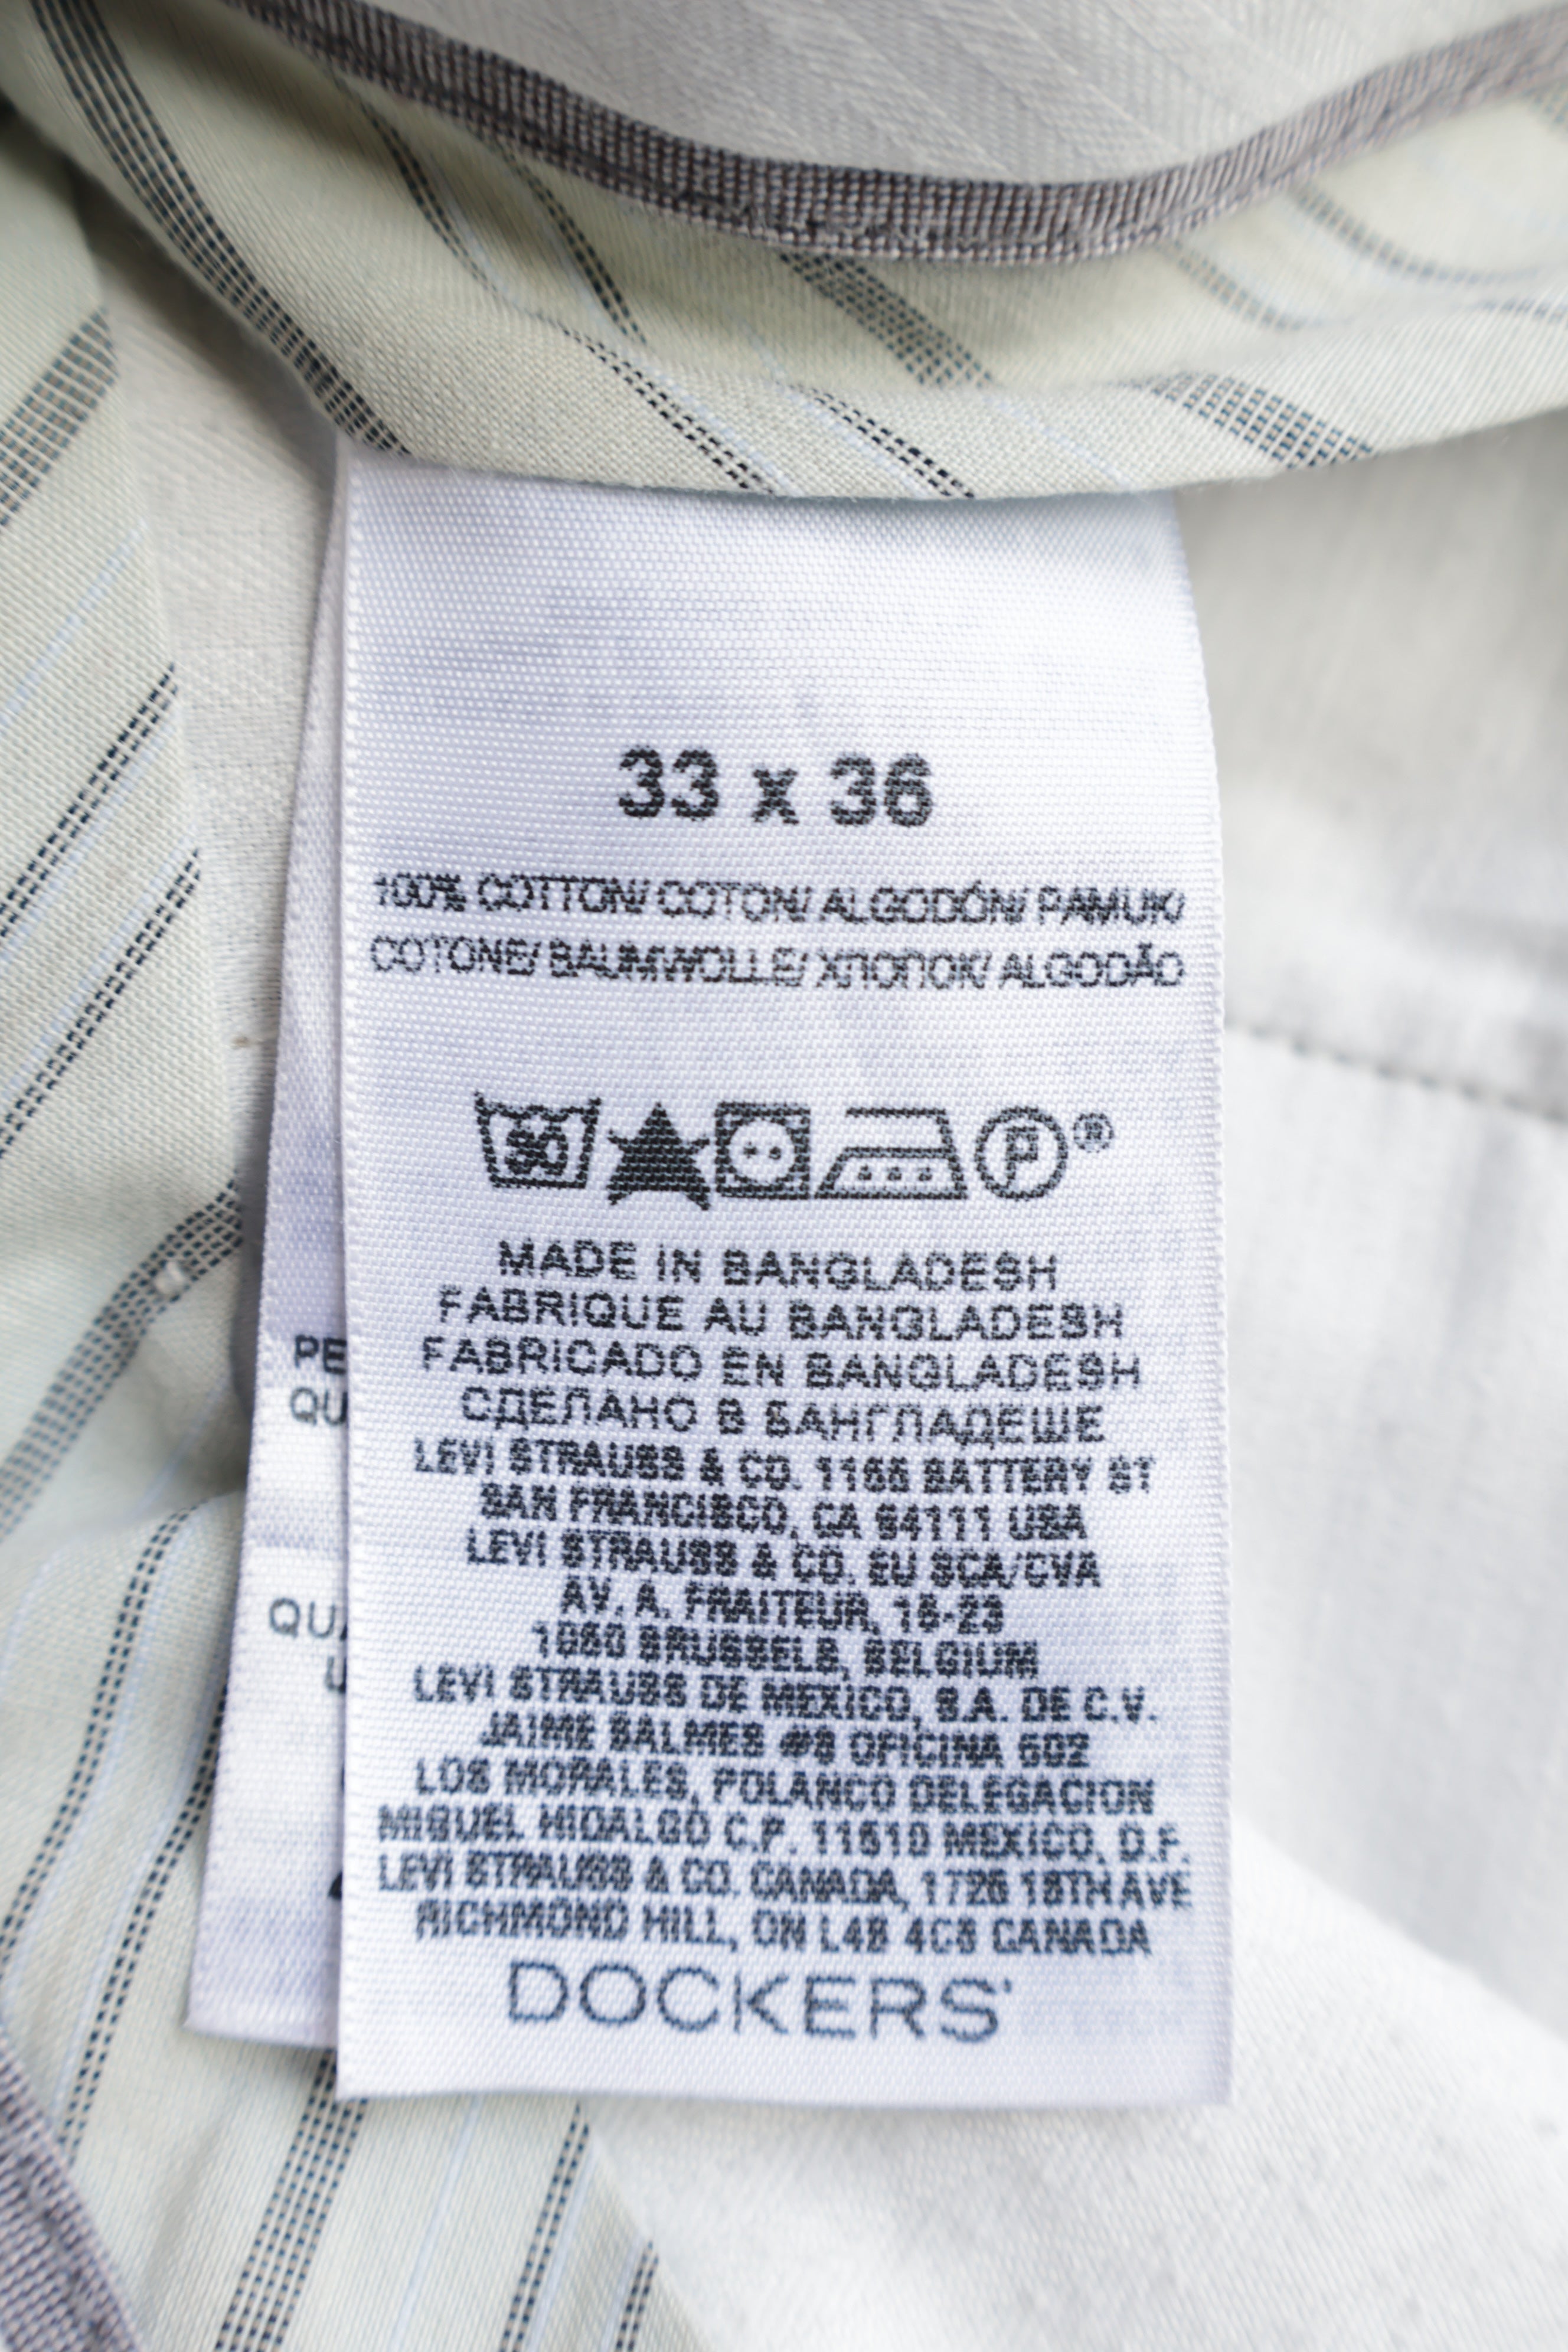 33 x 36
100% COTTON/ COTON/ ALGODÓN/ PAMUK/
COTONE/ BAUMWOLLE/ ХЛОПОК/ ALGODÃO
30
P ®
MADE IN BANGLADESH
FABRIQUE AU BANGLADESH
FABRICADO EN BANGLADESH
СДЕЛАНО В БАНГЛАДЕШЕ
LEVI STRAUSS & CO. 1155 BATTERY ST
SAN FRANCISCO, CA 94111 USA
LEVI STRAUSS & CO. EU SCA/CVA
AV. A. FRAITEUR, 15-23
1050 BRUSSELS, BELGIUM
LEVI STRAUSS DE MEXICO, S.A. DE C.V.
JAIME BALMES #8 OFICINA 602
LOS MORALES, POLANCO DELEGACION
MIGUEL HIDALGO C.P. 11510 MEXICO, D.F.
LEVI STRAUSS & CO. CANADA, 1725 16TH AVE
RICHMOND HILL, ON L4B 4C6 CANADA
DOCKERS'
PE
QU
QU